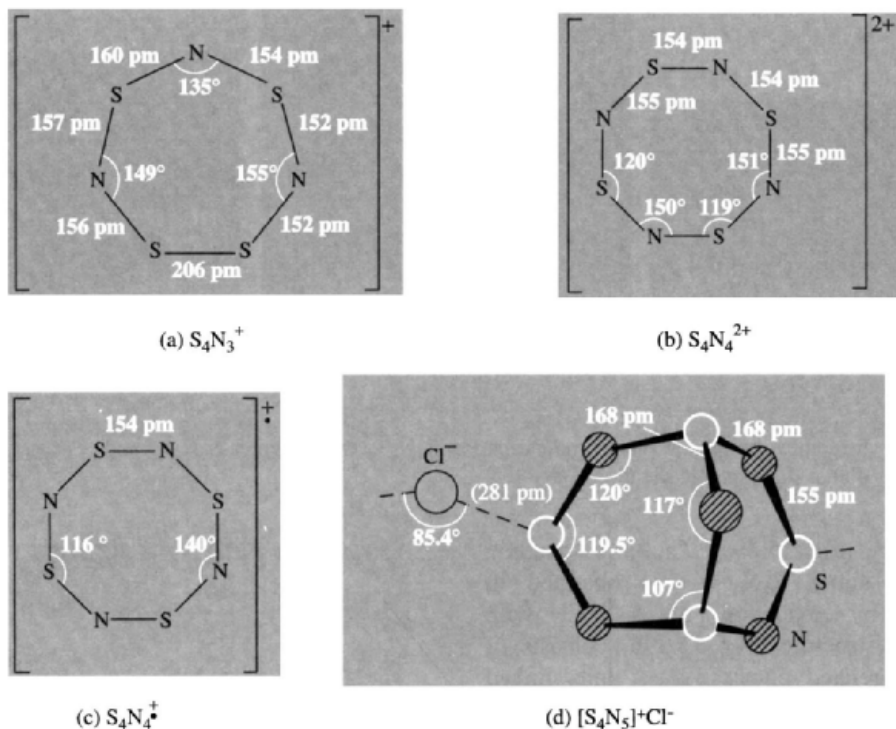 [ ]+
160 pm N 154 pm
135°
S S
157 pm 152 pm
N 149° 155° N
156 pm 152 pm
S S
206 pm
(a) S₄N₃⁺
2+
154 pm
S N
155 pm 154 pm
N S
120° 151° 155 pm
S N
150° 119°
N S
(b) S₄N₄²⁺
154 pm
S N
N S
116 ° 140°
S N
N S
+•
(c) S₄N₄⁺•
168 pm 168 pm
Cl⁻
(281 pm) 120° 117° 155 pm
85.4° 119.5°
107° S
N
(d) [S₄N₅]⁺Cl⁻